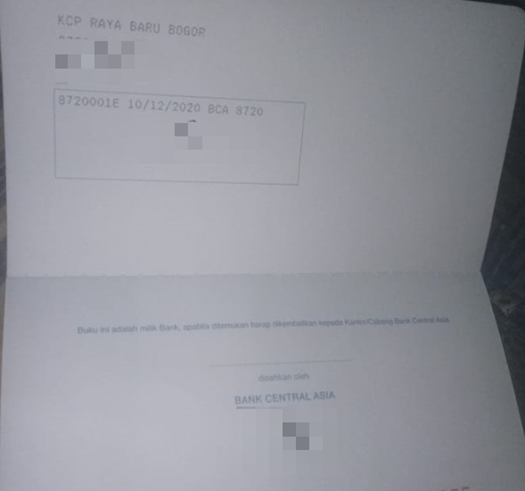 KCP RAYA BARU BOGOR
8720001E 10/12/2020 BCA 8720
Buku ini adalah milik Bank, apabila ditemukan harap dikembalikan kepada Kantor/Cabang Bank Central Asia
disahkan oleh
BANK CENTRAL ASIA